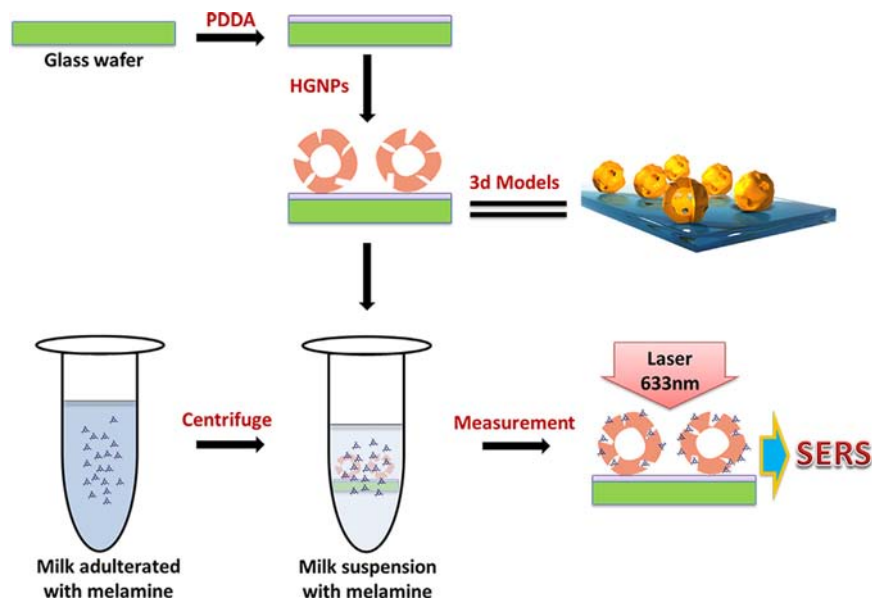 PDDA
Glass wafer
HGNPs
3d Models
Laser
633nm
Centrifuge
Measurement
SERS
Milk adulterated
with melamine
Milk suspension
with melamine